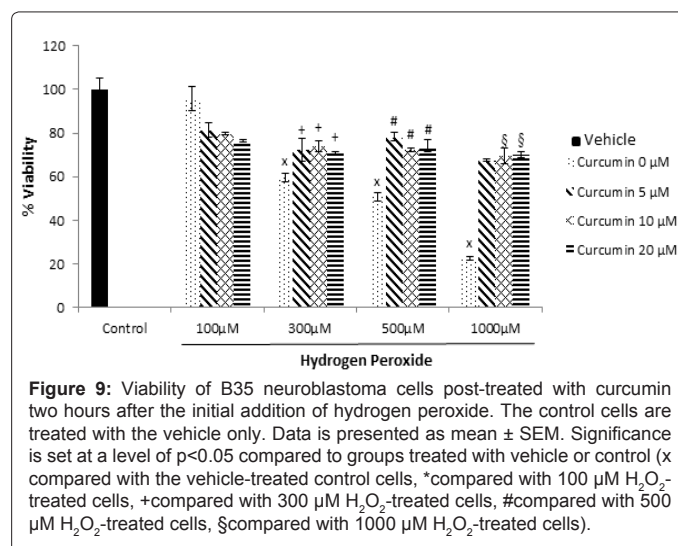 120
100
80
60
40
20
0
% Viability
x
+
+
+
x
#
#
#
x
§
§
Vehicle
Curcumin 0 µM
Curcumin 5 µM
Curcumin 10 µM
Curcumin 20 µM
Control
100µM
300µM
500µM
1000µM
Hydrogen Peroxide
Figure 9: Viability of B35 neuroblastoma cells post-treated with curcumin
two hours after the initial addition of hydrogen peroxide. The control cells are
treated with the vehicle only. Data is presented as mean ± SEM. Significance
is set at a level of p<0.05 compared to groups treated with vehicle or control (x
compared with the vehicle-treated control cells, *compared with 100 µM H₂O₂-
treated cells, +compared with 300 µM H₂O₂-treated cells, #compared with 500
µM H₂O₂-treated cells, §compared with 1000 µM H₂O₂-treated cells).